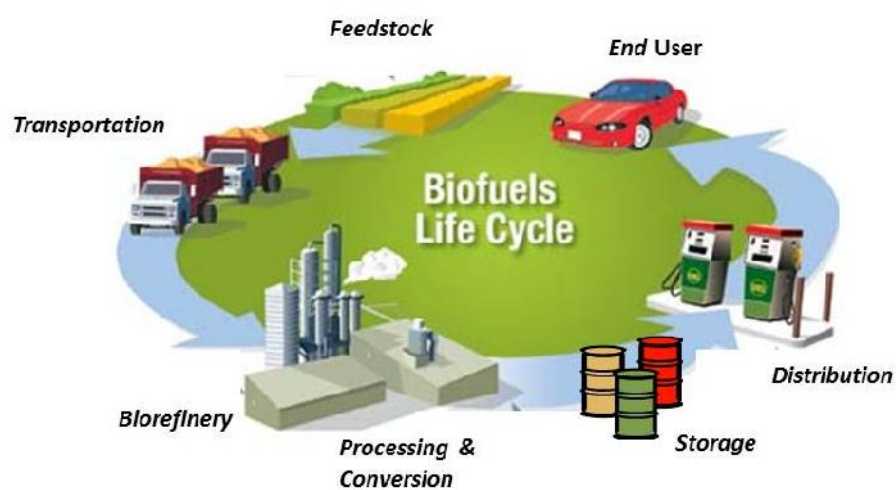 Feedstock
End User
Transportation
Biofuels
Life Cycle
Distribution
Biorefinery
Storage
Processing &
Conversion